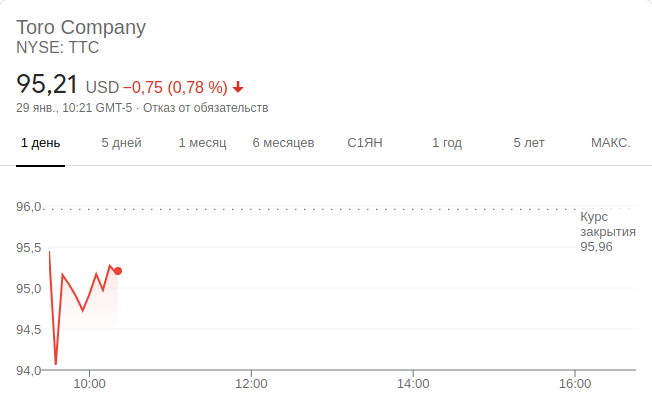 Toro Company
NYSE: TTC
95,21 USD −0,75 (0,78 %)
29 янв., 10:21 GMT-5 · Отказ от обязательств
1 день 5 дней 1 месяц 6 месяцев С1ЯН 1 год 5 лет МАКС.
96,0
Курс
закрытия
95,96
95,5
95,0
94,5
94,0
10:00 12:00 14:00 16:00